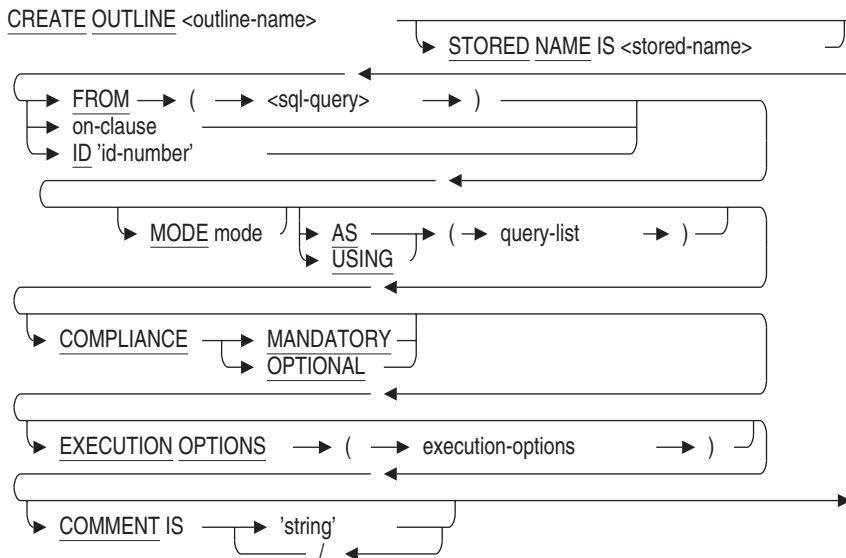 CREATE OUTLINE <outline-name>
STORED NAME IS <stored-name>
FROM ( <sql-query> )
on-clause
ID 'id-number'
MODE mode AS ( query-list )
USING
COMPLIANCE MANDATORY
OPTIONAL
EXECUTION OPTIONS ( execution-options )
COMMENT IS 'string'
/